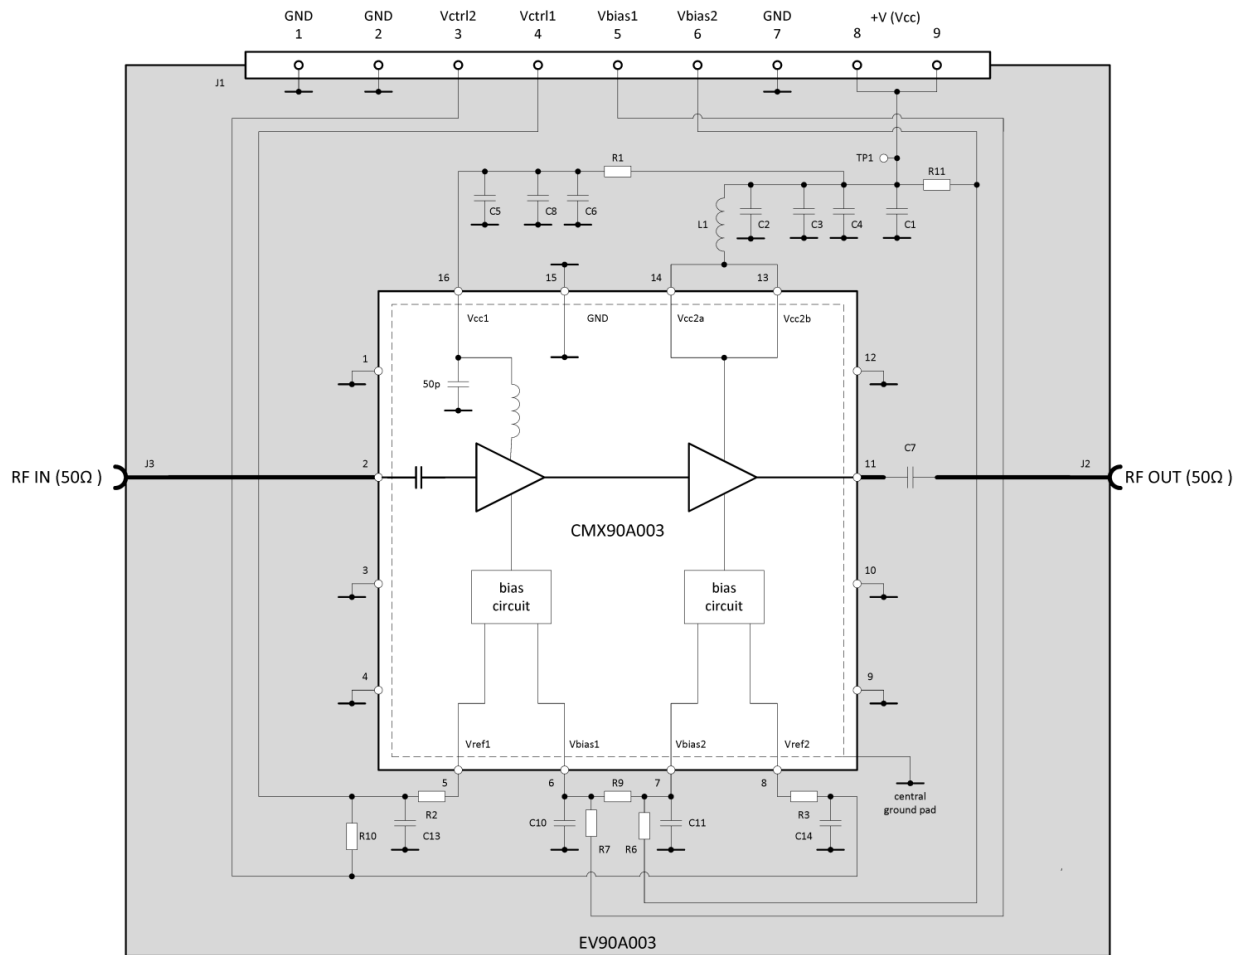 GND GND Vctrl2 Vctrl1 Vbias1 Vbias2 GND +V (Vcc)
1 2 3 4 5 6 7 8 9
J1
TP1
R1
R11
C5 C8 C6
L1 C2 C3 C4 C1
16 15 14 13
Vcc1 GND Vcc2a Vcc2b
1 12
50p
C7
RF IN (50Ω ) J3 2 11 J2 RF OUT (50Ω )
CMX90A003
3 10
bias
circuit
bias
circuit
4 9
Vref1 Vbias1 Vbias2 Vref2
5 6 R9 7 8
central
ground pad
R2 R3
R10 C13 C10 R7 R6 C11 C14
EV90A003